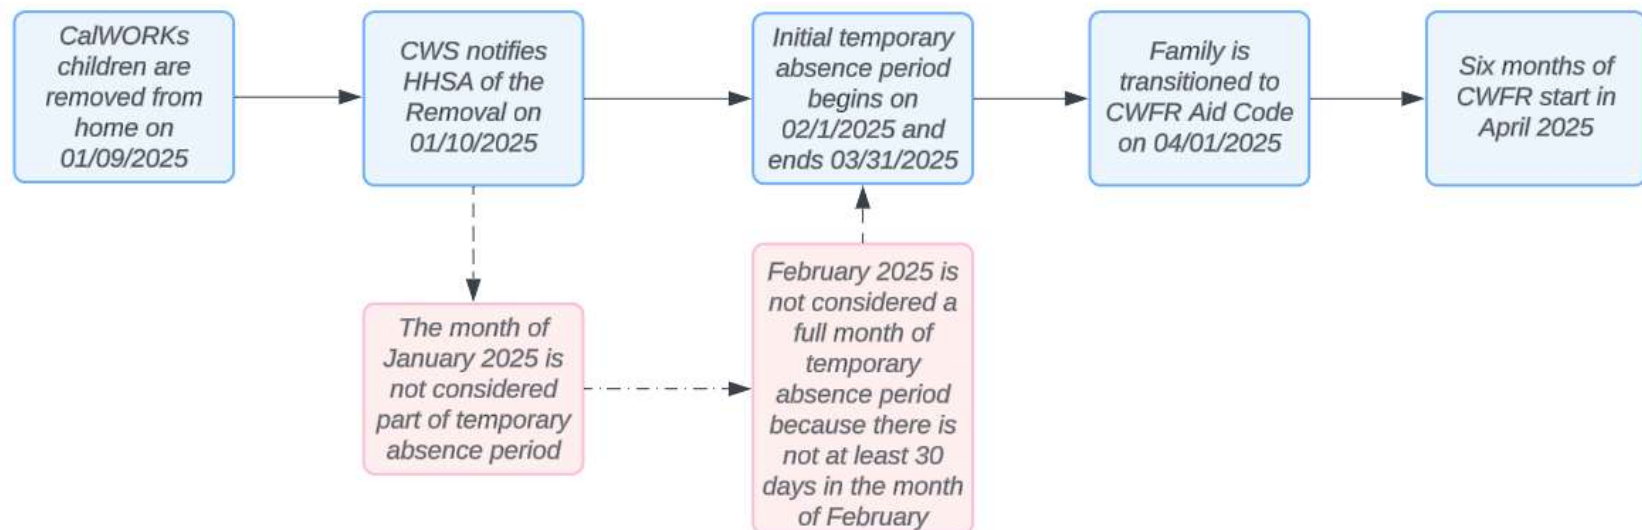 CalWORKs
children are
removed from
home on
01/09/2025
CWS notifies
HHSA of the
Removal on
01/10/2025
Initial temporary
absence period
begins on
02/1/2025 and
ends 03/31/2025
Family is
transitioned to
CWFR Aid Code
on 04/01/2025
Six months of
CWFR start in
April 2025
The month of
January 2025 is
not considered
part of temporary
absence period
February 2025 is
not considered a
full month of
temporary
absence period
because there is
not at least 30
days in the month
of February